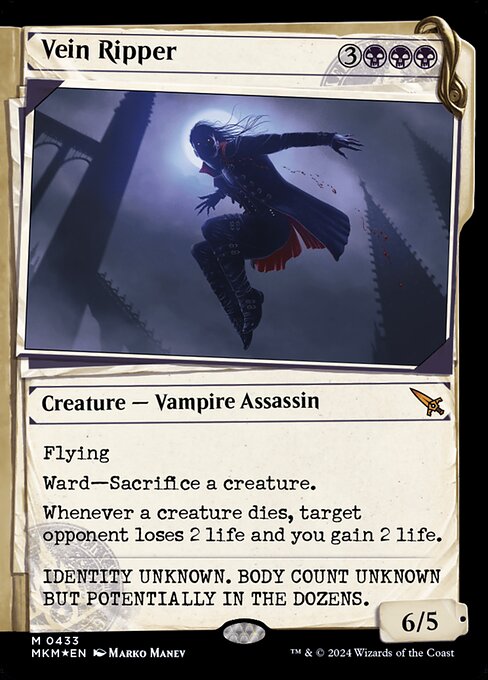 Vein Ripper 3
Creature — Vampire Assassin
Flying
Ward—Sacrifice a creature.
Whenever a creature dies, target
opponent loses 2 life and you gain 2 life.
IDENTITY UNKNOWN. BODY COUNT UNKNOWN
BUT POTENTIALLY IN THE DOZENS.
6/5
M 0433
MKM★EN Marko Manev
™ & © 2024 Wizards of the Coast